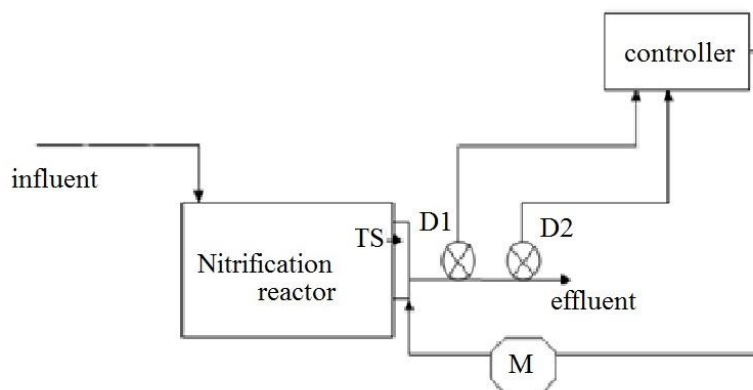 controller
influent
TS
D1
D2
Nitrification
reactor
effluent
M